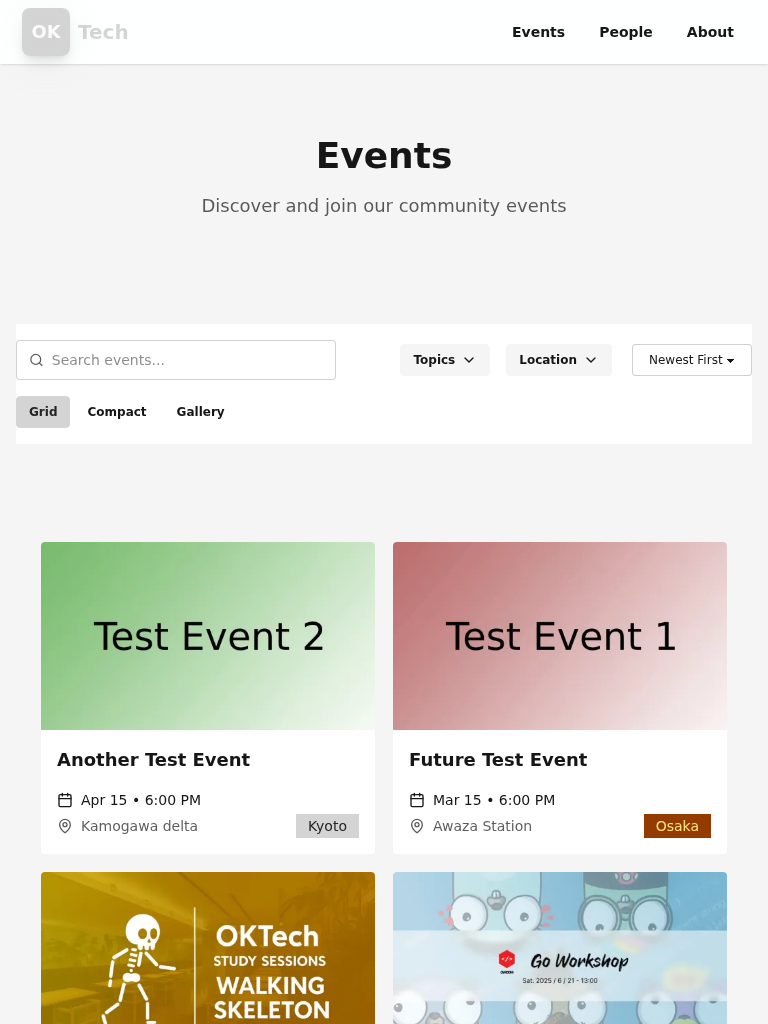 OK Tech
Events People About
Events
Discover and join our community events
Search events...
Topics Location Newest First
Grid Compact Gallery
Test Event 2
Test Event 1
Another Test Event
Apr 15 • 6:00 PM
Kamogawa delta
Kyoto
Future Test Event
Mar 15 • 6:00 PM
Awaza Station
Osaka
OKTech
STUDY SESSIONS
WALKING
SKELETON
Go Workshop
Sat. 2025 / 6 / 21 - 13:00